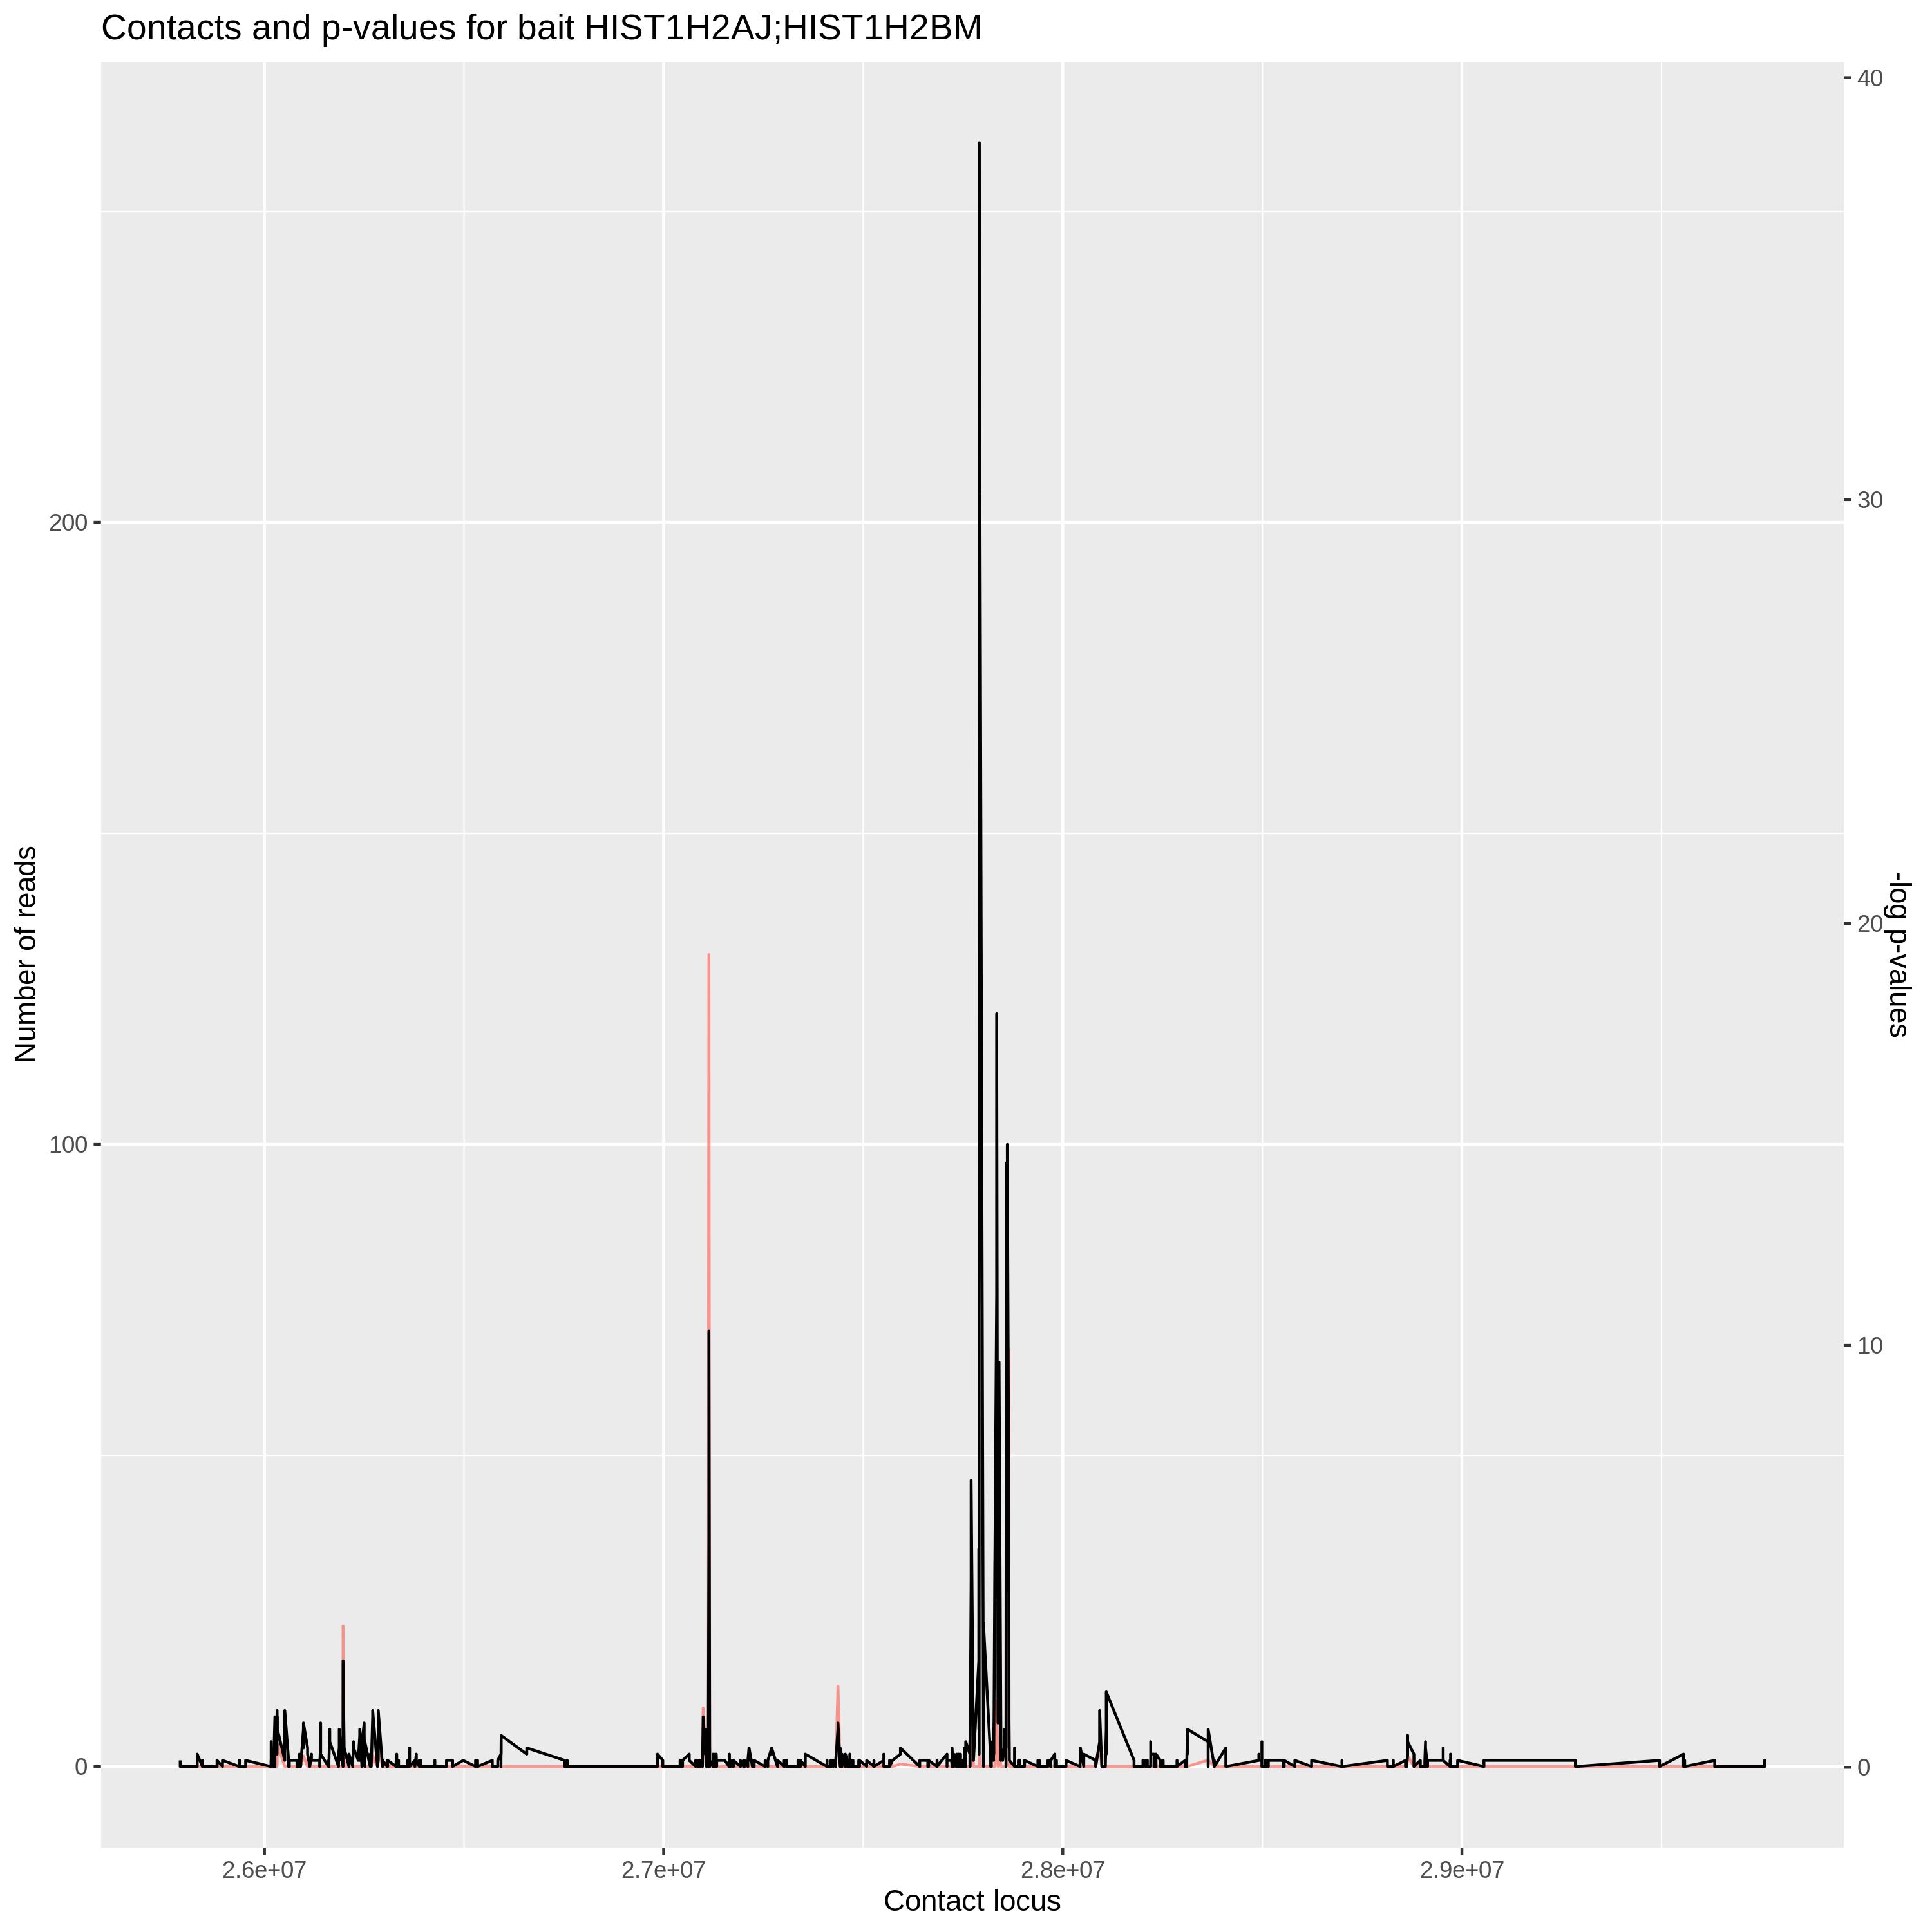 Contacts and p-values for bait HIST1H2AJ;HIST1H2BM
40
200
30
20
Number of reads
-log p-values
100
10
0
0
2.6e+07
2.7e+07
2.8e+07
2.9e+07
Contact locus